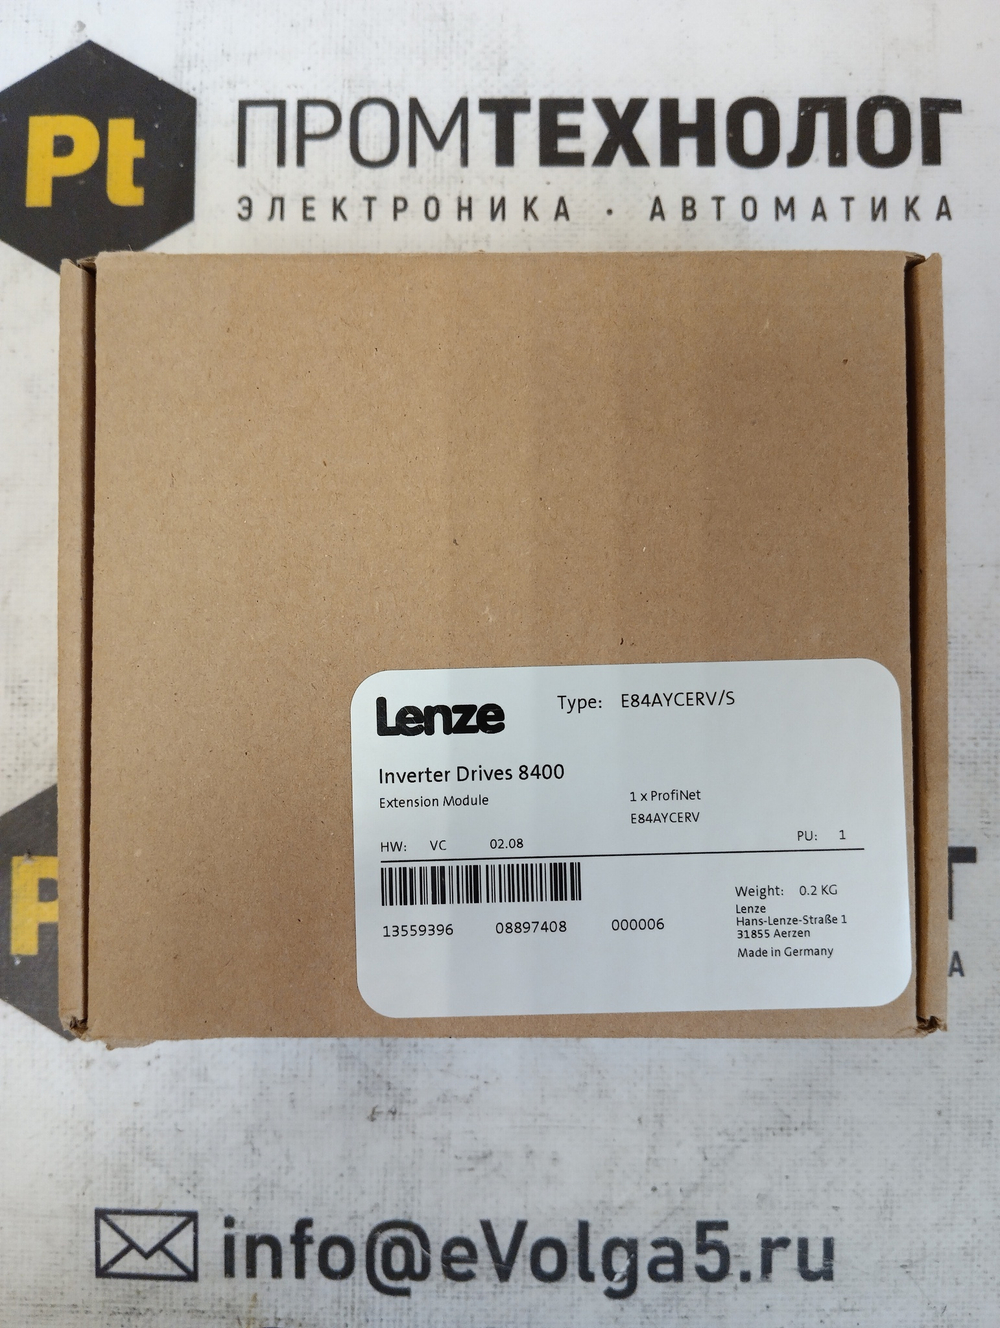 Pt
ПРОМТЕХНОЛОГ
ЭЛЕКТРОНИКА · АВТОМАТИКА
Lenze
Type: E84AYCERV/S
Inverter Drives 8400
Extension Module
1 x ProfiNet
E84AYCERV
HW: VC 02.08
PU: 1
13559396 08897408 000006
Weight: 0.2 KG
Lenze
Hans-Lenze-Straße 1
31855 Aerzen
Made in Germany
info@eVolga5.ru